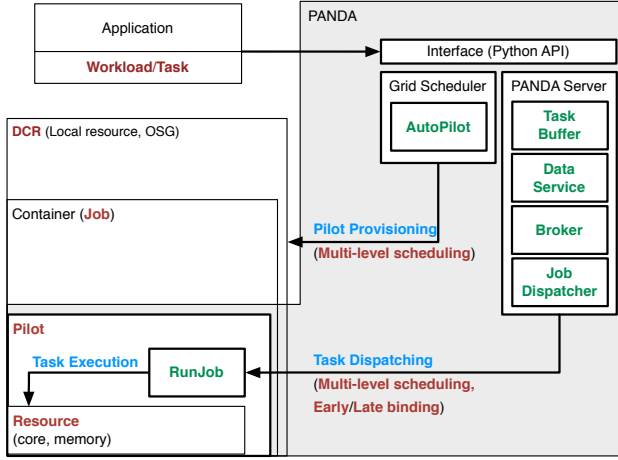 PANDA
Application
Workload/Task
Interface (Python API)
Grid Scheduler
AutoPilot
PANDA Server
Task
Buffer
Data
Service
Broker
Job
Dispatcher
DCR (Local resource, OSG)
Container (Job)
Pilot Provisioning
(Multi-level scheduling)
Pilot
Task Execution
RunJob
Task Dispatching
(Multi-level scheduling,
Early/Late binding)
Resource
(core, memory)